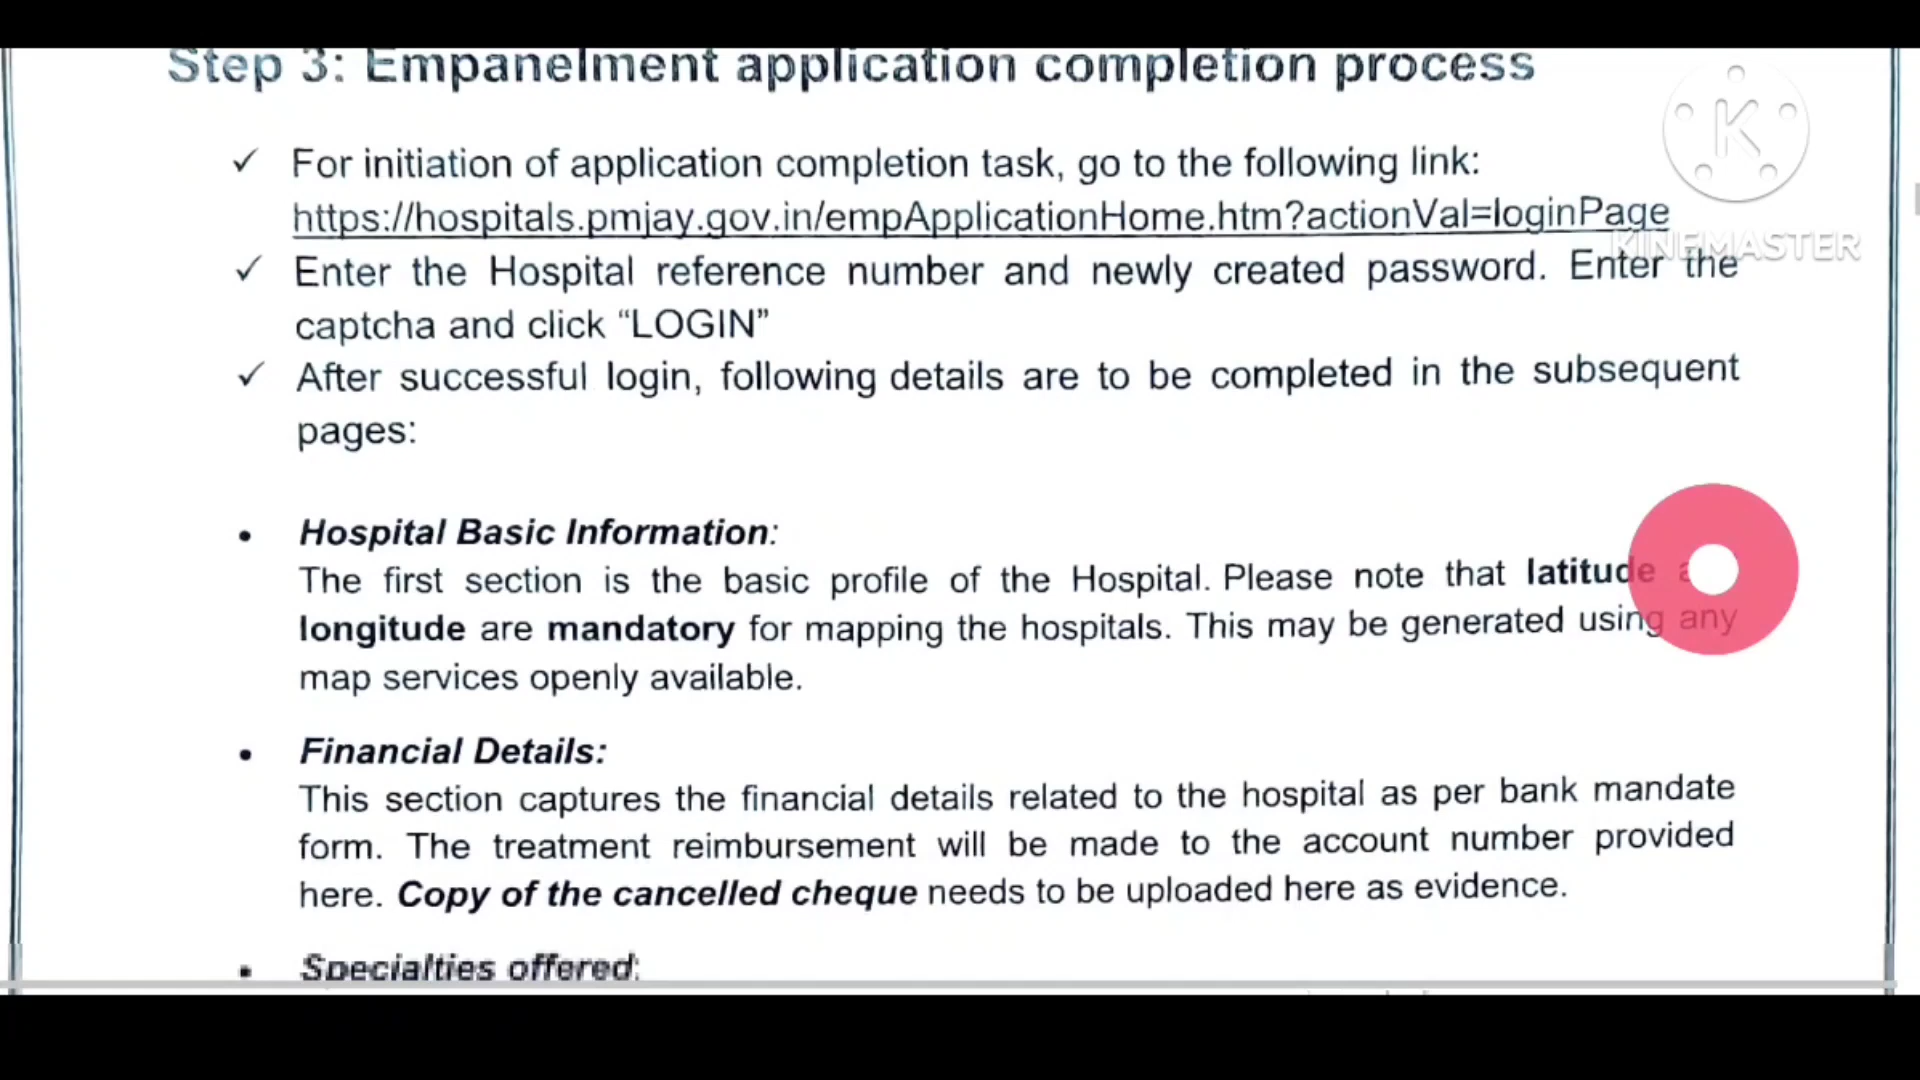 Step 3: Empanelment application completion process
✓ For initiation of application completion task, go to the following link:
https://hospitals.pmjay.gov.in/empApplicationHome.htm?actionVal=loginPage
KINEMASTER
✓ Enter the Hospital reference number and newly created password. Enter the
captcha and click “LOGIN”
✓ After successful login, following details are to be completed in the subsequent
pages:
• Hospital Basic Information:
The first section is the basic profile of the Hospital. Please note that latitude
longitude are mandatory for mapping the hospitals. This may be generated using any
map services openly available.
• Financial Details:
This section captures the financial details related to the hospital as per bank mandate
form. The treatment reimbursement will be made to the account number provided
here. Copy of the cancelled cheque needs to be uploaded here as evidence.
• Specialties offered: